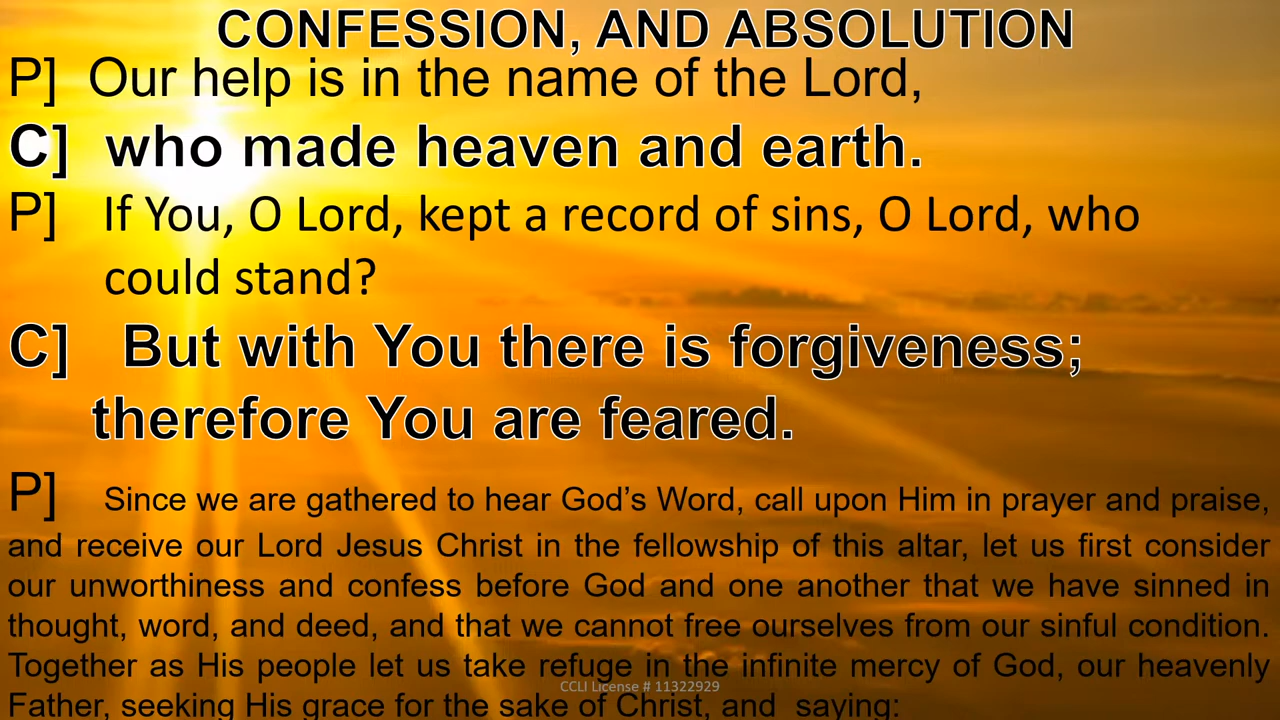 CONFESSION, AND ABSOLUTION
P] Our help is in the name of the Lord,
C] who made heaven and earth.
P] If You, O Lord, kept a record of sins, O Lord, who
could stand?
C] But with You there is forgiveness;
therefore You are feared.
P] Since we are gathered to hear God’s Word, call upon Him in prayer and praise,
and receive our Lord Jesus Christ in the fellowship of this altar, let us first consider
our unworthiness and confess before God and one another that we have sinned in
thought, word, and deed, and that we cannot free ourselves from our sinful condition.
Together as His people let us take refuge in the infinite mercy of God, our heavenly
CCLI License # 11322929
Father, seeking His grace for the sake of Christ, and saying: